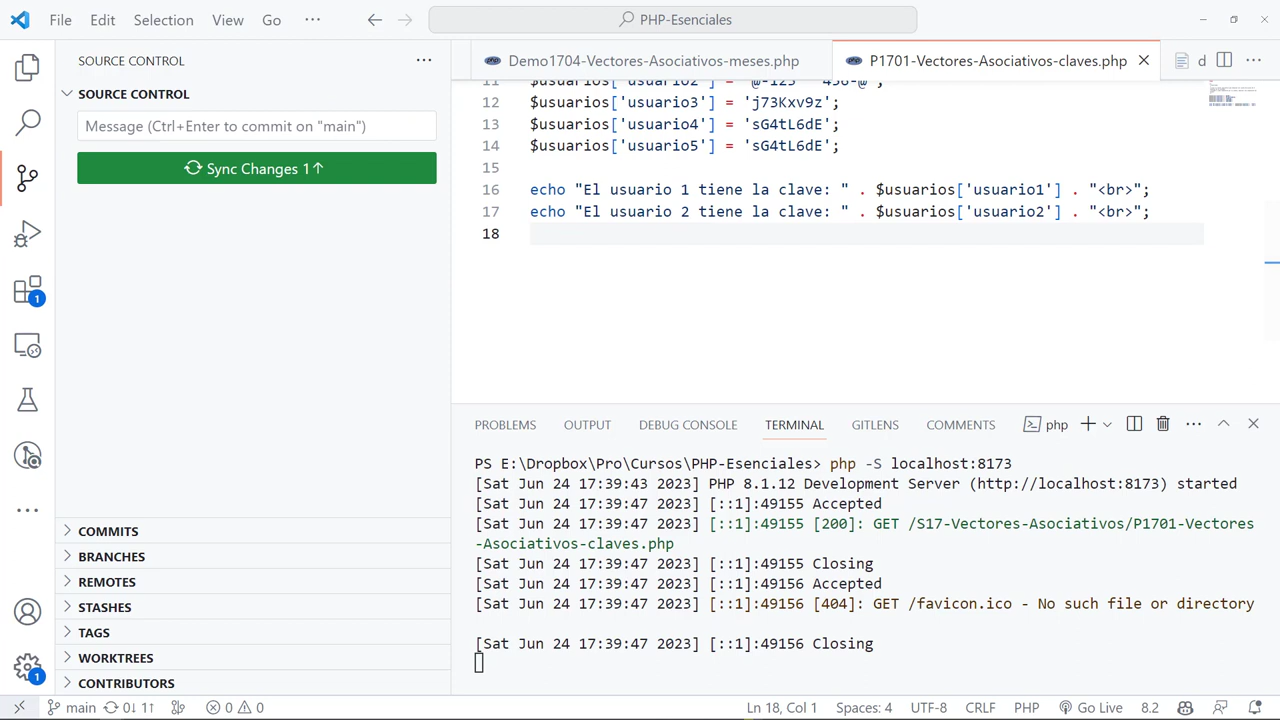 File Edit Selection View Go ··· PHP-Esenciales
SOURCE CONTROL ···
SOURCE CONTROL
Message (Ctrl+Enter to commit on "main")
Sync Changes 1↑
1
COMMITS
BRANCHES
REMOTES
STASHES
TAGS
WORKTREES
CONTRIBUTORS
1
Demo1704-Vectores-Asociativos-meses.php P1701-Vectores-Asociativos-claves.php d ···
11 $usuarios['usuario2'] =
12 $usuarios['usuario3'] = 'j73Kxv9z';
13 $usuarios['usuario4'] = 'sG4tL6dE';
14 $usuarios['usuario5'] = 'sG4tL6dE';
15
16 echo "El usuario 1 tiene la clave: " . $usuarios['usuario1'] . "<br>";
17 echo "El usuario 2 tiene la clave: " . $usuarios['usuario2'] . "<br>";
18
PROBLEMS OUTPUT DEBUG CONSOLE TERMINAL GITLENS COMMENTS php ···
PS E:\Dropbox\Pro\Cursos\PHP-Esenciales> php -S localhost:8173
[Sat Jun 24 17:39:43 2023] PHP 8.1.12 Development Server (http://localhost:8173) started
[Sat Jun 24 17:39:47 2023] [::1]:49155 Accepted
[Sat Jun 24 17:39:47 2023] [::1]:49155 [200]: GET /S17-Vectores-Asociativos/P1701-Vectores
-Asociativos-claves.php
[Sat Jun 24 17:39:47 2023] [::1]:49155 Closing
[Sat Jun 24 17:39:47 2023] [::1]:49156 Accepted
[Sat Jun 24 17:39:47 2023] [::1]:49156 [404]: GET /favicon.ico - No such file or directory
[Sat Jun 24 17:39:47 2023] [::1]:49156 Closing
main 0↓ 1↑ 0 0 Ln 18, Col 1 Spaces: 4 UTF-8 CRLF PHP Go Live 8.2